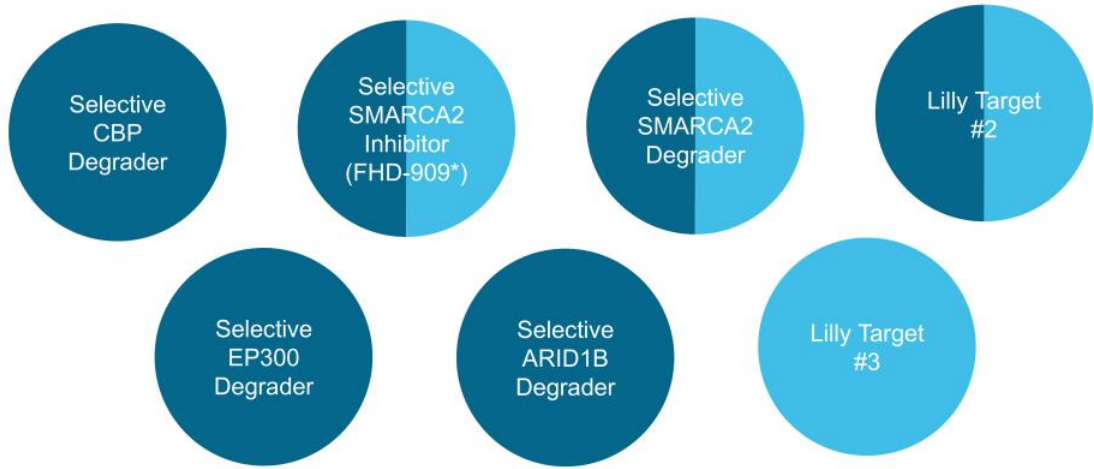 Selective
CBP
Degrader
Selective
SMARCA2
Inhibitor
(FHD-909*)
Selective
SMARCA2
Degrader
Lilly Target
#2
Selective
EP300
Degrader
Selective
ARID1B
Degrader
Lilly Target
#3